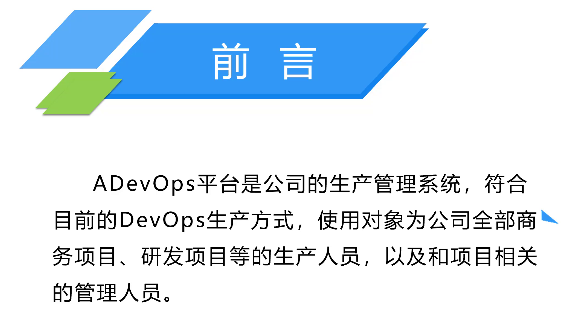 前 言
ADevOps平台是公司的生产管理系统，符合
目前的DevOps生产方式，使用对象为公司全部商
务项目、研发项目等的生产人员，以及和项目相关
的管理人员。